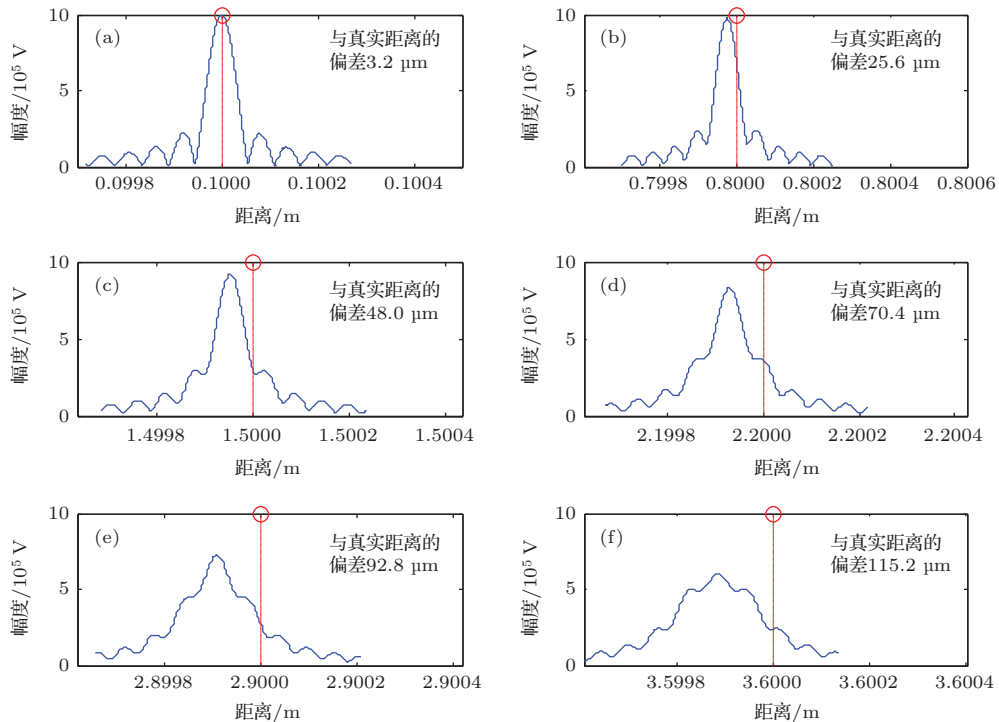 (a)
与真实距离的
偏差3.2 µm
幅度/10⁵ V
10
5
0
0.0998 0.1000 0.1002 0.1004
距离/m
(b)
与真实距离的
偏差25.6 µm
幅度/10⁵ V
10
5
0
0.7998 0.8000 0.8002 0.8004 0.8006
距离/m
(c)
与真实距离的
偏差48.0 µm
幅度/10⁵ V
10
5
0
1.4998 1.5000 1.5002 1.5004
距离/m
(d)
与真实距离的
偏差70.4 µm
幅度/10⁵ V
10
5
0
2.1998 2.2000 2.2002 2.2004
距离/m
(e)
与真实距离的
偏差92.8 µm
幅度/10⁵ V
10
5
0
2.8998 2.9000 2.9002 2.9004
距离/m
(f)
与真实距离的
偏差115.2 µm
幅度/10⁵ V
10
5
0
3.5998 3.6000 3.6002 3.6004
距离/m